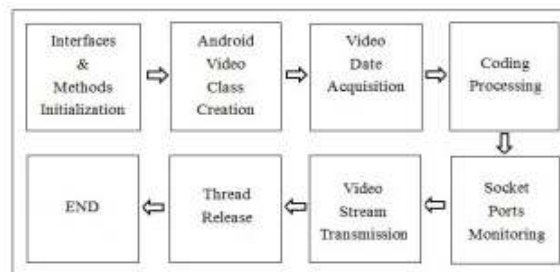 Interfaces
&
Methods
Initialization
Android
Video
Class
Creation
Video
Date
Acquisition
Coding
Processing
Socket
Ports
Monitoring
Video
Stream
Transmission
Thread
Release
END